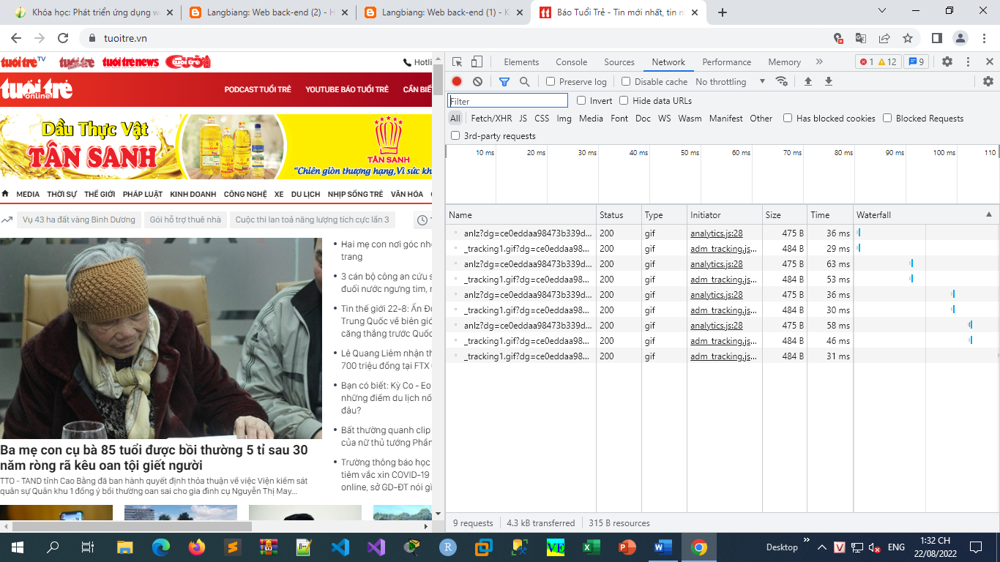 Khóa học: Phát triển ứng dụng w
Langbiang: Web back-end (2) - H
Langbiang: Web back-end (1) - K
Báo Tuổi Trẻ - Tin mới nhất, tin n
tuoitre.vn
tuổi trẻ TV
tuổi trẻ
tuổi trẻ news
Hotli
tuổi trẻ online
PODCAST TUỔI TRẺ
YOUTUBE BÁO TUỔI TRẺ
CẦN BIẾ
Dầu Thực Vật
TÂN SANH
TÂN SANH
“Chiên giòn thượng hạng,Vì sức kh
MEDIA THỜI SỰ THẾ GIỚI PHÁP LUẬT KINH DOANH CÔNG NGHỆ XE DU LỊCH NHỊP SỐNG TRẺ VĂN HÓA
Vụ 43 ha đất vàng Bình Dương
Gói hỗ trợ thuê nhà
Cuộc thi lan toả năng lượng tích cực lần 3
Hai mẹ con nơi góc nh
trang
3 cán bộ công an cứu s
đuối nước ngưng tim, n
Tin thế giới 22-8: Ấn Đ
Trung Quốc về biên giớ
căng thẳng trước Quốc
Lê Quang Liêm nhận th
700 triệu đồng tại FTX
Bạn có biết: Kỳ Co - Eo
những điểm du lịch nổ
đâu?
Bất thường quanh clip
của nữ thủ tướng Phần
Trường thông báo học
tiêm vắc xin COVID-19
online, sở GD-ĐT nói gì
Ba mẹ con cụ bà 85 tuổi được bồi thường 5 tỉ sau 30
năm ròng rã kêu oan tội giết người
TTO - TAND tỉnh Cao Bằng đã ban hành quyết định thỏa thuận về việc Viện kiểm sát
quân sự Quân khu 1 đồng ý bồi thường oan sai cho gia đình cụ Nguyễn Thị May...
Elements Console Sources Network Performance Memory » 1 12 9
Preserve log Disable cache No throttling
Filter Invert Hide data URLs
All Fetch/XHR JS CSS Img Media Font Doc WS Wasm Manifest Other Has blocked cookies Blocked Requests
3rd-party requests
10 ms 20 ms 30 ms 40 ms 50 ms 60 ms 70 ms 80 ms 90 ms 100 ms 110
Name Status Type Initiator Size Time Waterfall
anIz?dg=ce0eddaa98473b339d... 200 gif analytics.js:28 475 B 36 ms
_tracking1.gif?dg=ce0eddaa98... 200 gif adm_tracking.js... 484 B 29 ms
anIz?dg=ce0eddaa98473b339d... 200 gif analytics.js:28 475 B 63 ms
_tracking1.gif?dg=ce0eddaa98... 200 gif adm_tracking.js... 484 B 53 ms
anIz?dg=ce0eddaa98473b339d... 200 gif analytics.js:28 475 B 36 ms
_tracking1.gif?dg=ce0eddaa98... 200 gif adm_tracking.js... 484 B 30 ms
anIz?dg=ce0eddaa98473b339d... 200 gif analytics.js:28 475 B 58 ms
_tracking1.gif?dg=ce0eddaa98... 200 gif adm_tracking.js... 484 B 46 ms
_tracking1.gif?dg=ce0eddaa98... 200 gif adm_tracking.js... 484 B 31 ms
9 requests 4.3 kB transferred 315 B resources
Desktop » ENG 1:32 CH
22/08/2022